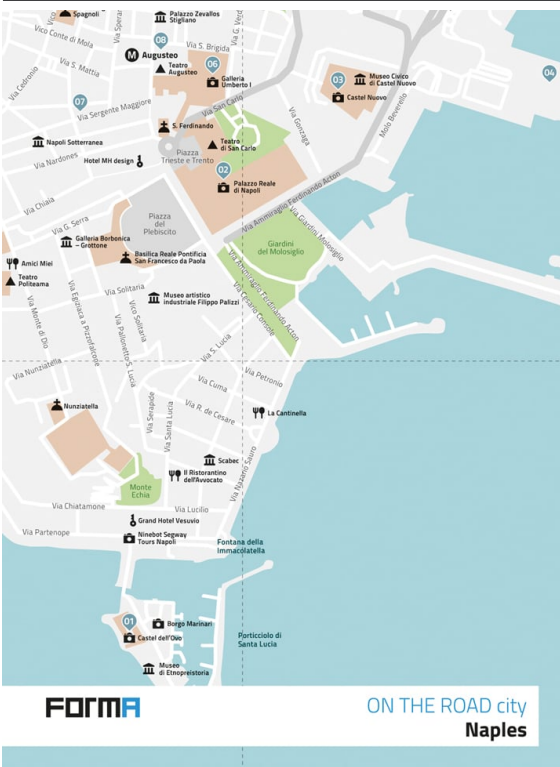 Spagnoli
Vico
Via Speran
Palazzo Zevallos
Stigliano
Via G. Verdi
Vico Conte di Mola
08
M Augusteo
Via S. Brigida
06
Teatro
Augusteo
Galleria
Umberto I
Via S. Mattia
Via Cedronio
03
Museo Civico
di Castel Nuovo
Castel Nuovo
04
07
Via Sergente Maggiore
Via San Carlo
S. Ferdinando
Via Gonzaga
Molo Beverello
Napoli Sotterranea
Teatro
di San Carlo
Via Nardones
Hotel MH design
Piazza
Trieste e Trento
02
Palazzo Reale
di Napoli
Via Chiaia
Via Ammiraglio Ferdinando Acton
Via G. Serra
Piazza
del
Plebiscito
Via Giardini Molosiglio
Galleria Borbonica
– Grottone
Giardini
del Molosiglio
Basilica Reale Pontificia
San Francesco da Paola
Amici Miei
Teatro
Politeama
Via Ammiraglio Ferdinando Acton
Via Cesario Console
Via Solitaria
Museo artistico
industriale Filippo Palizzi
Via Monte di Dio
Via Egiziaca a Pizzofalcone
Vico Solitaria
Via Pallonetto S. Lucia
Via S. Lucia
Via Nunziatella
Via Cuma
Via Petronio
Nunziatella
Via Serapide
Via Santa Lucia
Via R. de Cesare
La Cantinella
Scabec
Il Ristorantino
dell'Avvocato
Via Nazario Sauro
Monte
Echia
Via Chiatamone
Via Lucilio
Grand Hotel Vesuvio
Via Partenope
Ninebot Segway
Tours Napoli
Fontana della
Immacolatella
01
Borgo Marinari
Castel dell'Ovo
Porticciolo di
Santa Lucia
Museo
di Etnopreistoria
FORMA
ON THE ROAD city
Naples